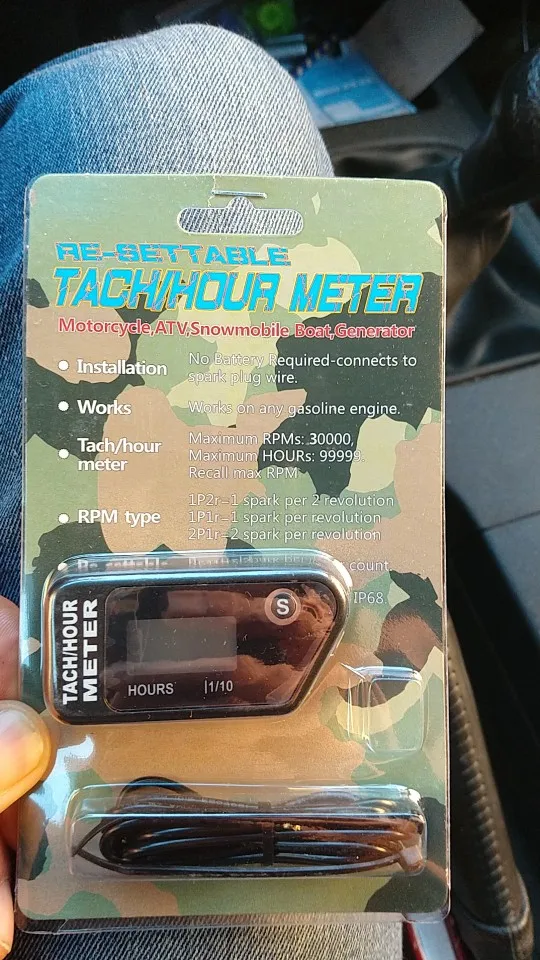 RE-SETTABLE
TACH/HOUR METER
Motorcycle,ATV,Snowmobile Boat,Generator
Installation
No Battery Required-connects to
spark plug wire.
Works
Works on any gasoline engine.
Tach/hour
meter
Maximum RPMs: 30000,
Maximum HOURs: 99999.
Recall max RPM
RPM type
1P2r-1 spark per 2 revolution
1P1r-1 spark per revolution
2P1r-2 spark per revolution
count.
IP68.
TACH/HOUR
METER
S
HOURS
1/10